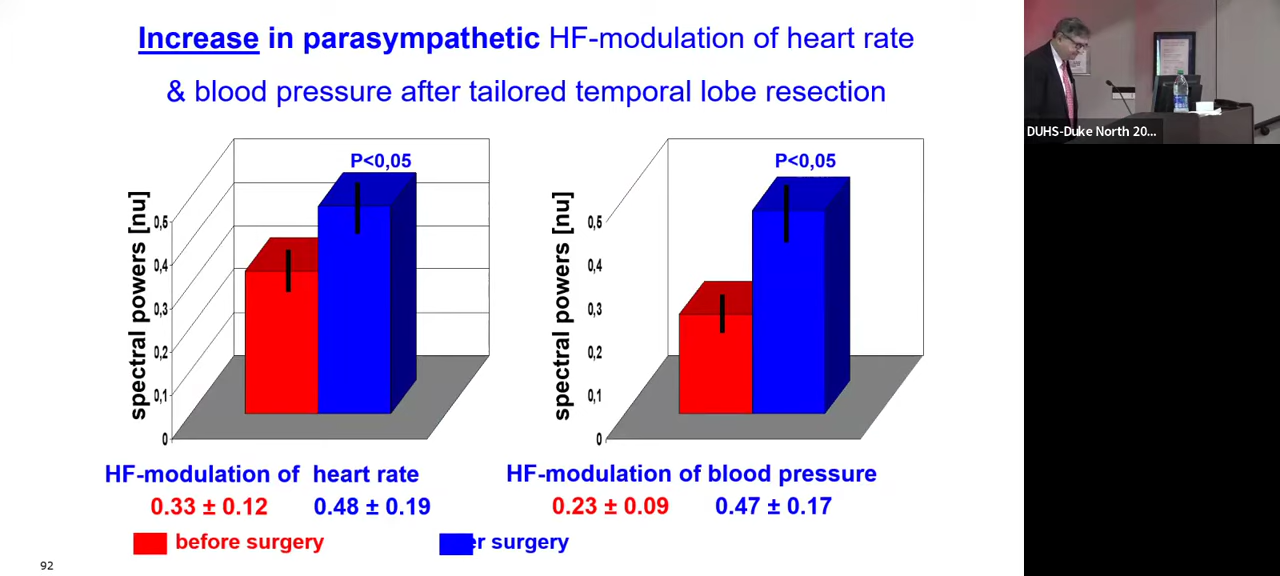 Increase in parasympathetic HF-modulation of heart rate
& blood pressure after tailored temporal lobe resection
DUHS-Duke North 20...
P<0,05
spectral powers [nu]
0,5
0,4
0,3
0,2
0,1
0
P<0,05
spectral powers [nu]
0,5
0,4
0,3
0,2
0,1
0
HF-modulation of heart rate
0.33 ± 0.12 0.48 ± 0.19
HF-modulation of blood pressure
0.23 ± 0.09 0.47 ± 0.17
before surgery
er surgery
92